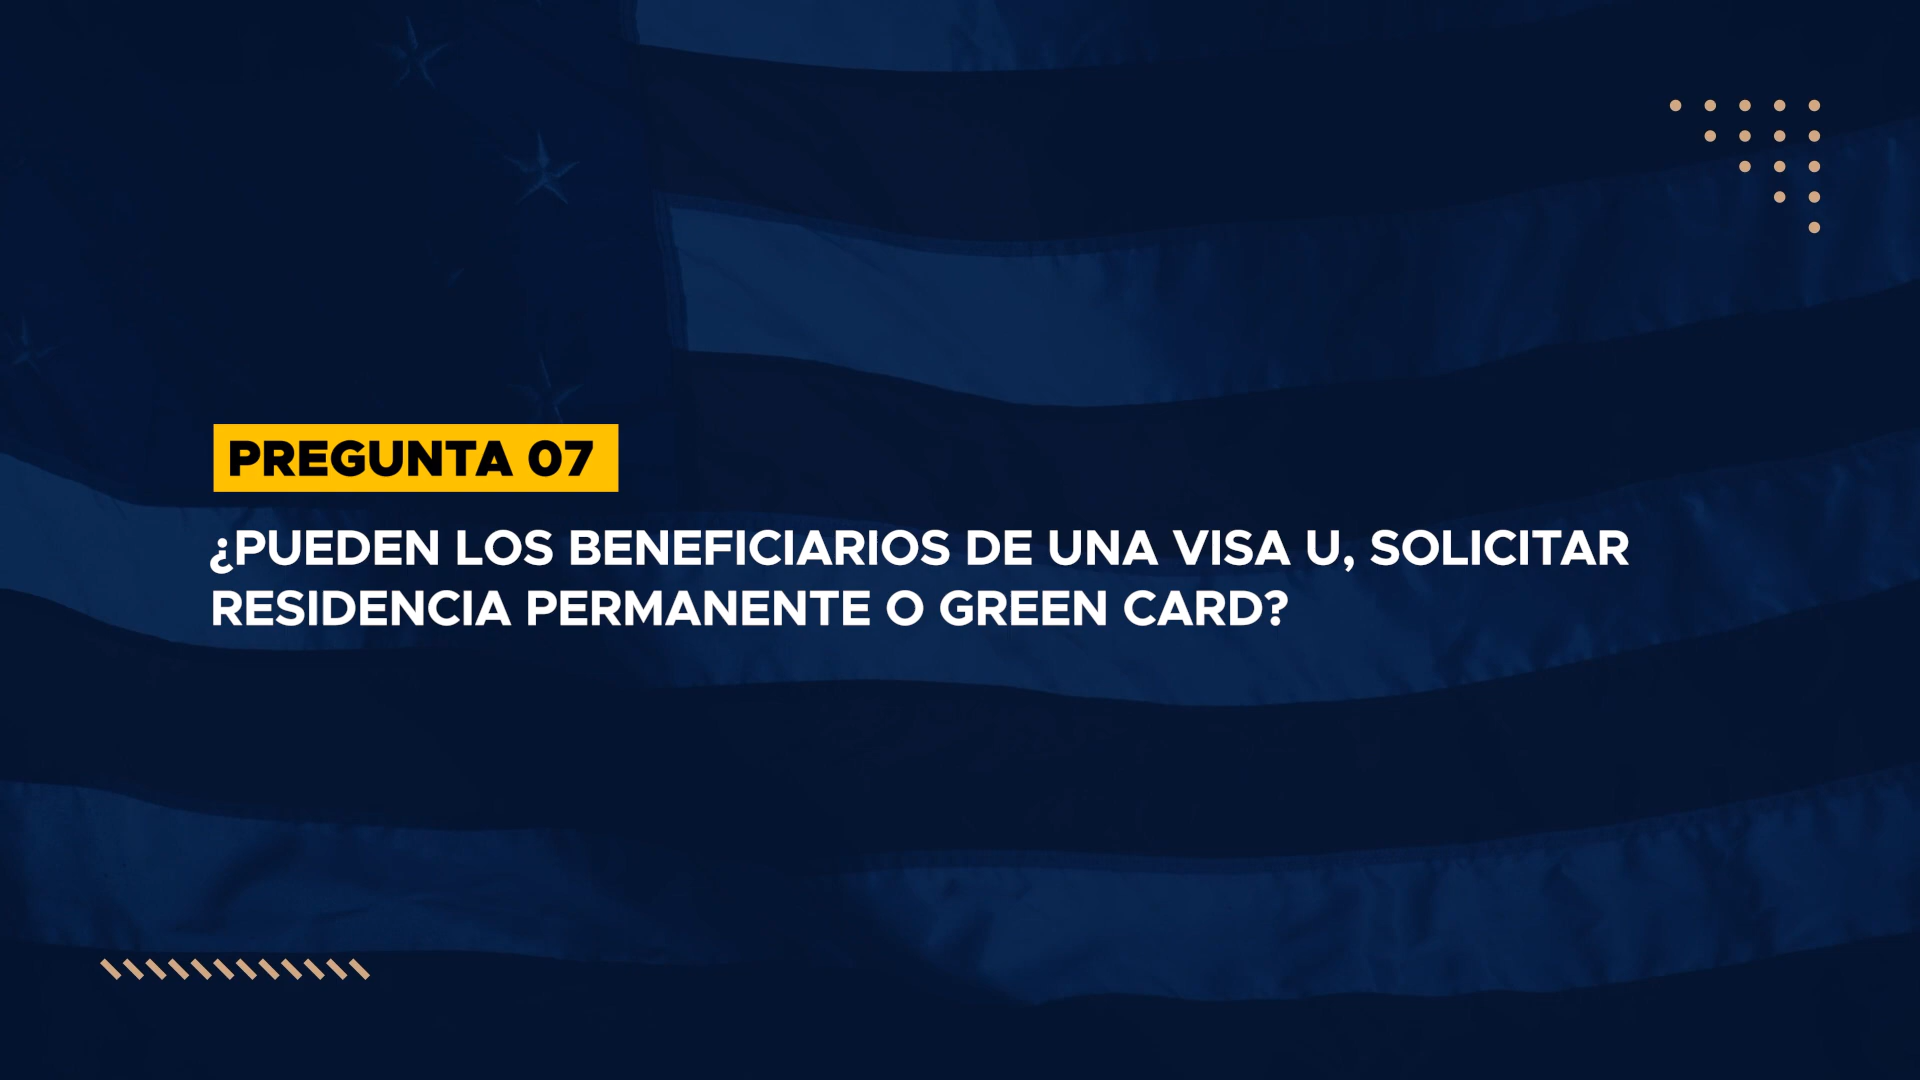 PREGUNTA 07
¿PUEDEN LOS BENEFICIARIOS DE UNA VISA U, SOLICITAR
RESIDENCIA PERMANENTE O GREEN CARD?